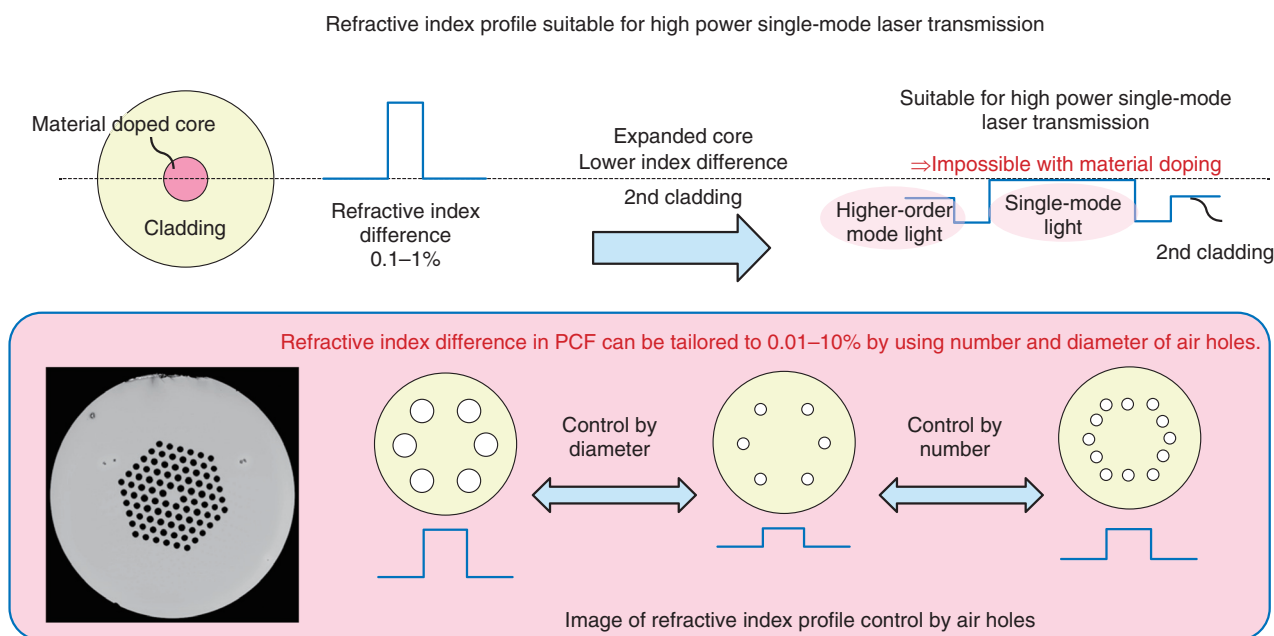 Refractive index profile suitable for high power single-mode laser transmission
Material doped core
Cladding
Refractive index
difference
0.1–1%
Expanded core
Lower index difference
2nd cladding
Suitable for high power single-mode
laser transmission
⇒Impossible with material doping
Higher-order
mode light
Single-mode
light
2nd cladding
Refractive index difference in PCF can be tailored to 0.01–10% by using number and diameter of air holes.
Control by
diameter
Control by
number
Image of refractive index profile control by air holes